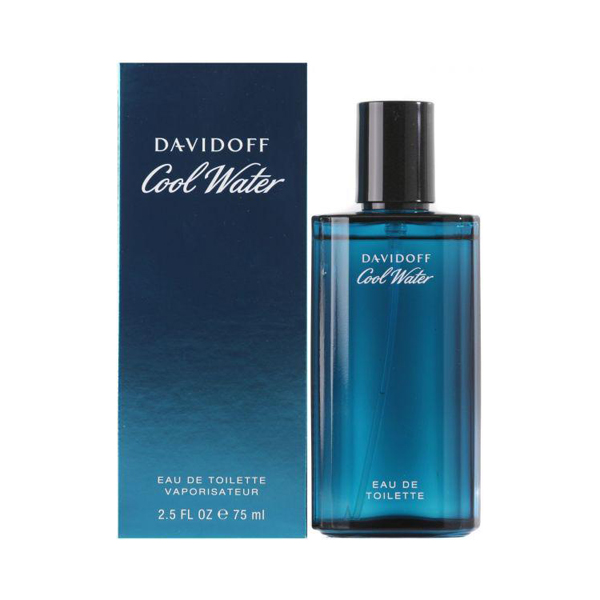 DAVIDOFF
Cool Water
EAU DE TOILETTE
VAPORISATEUR
2.5 FL OZ ℮ 75 ml
DAVIDOFF
Cool Water
EAU DE
TOILETTE